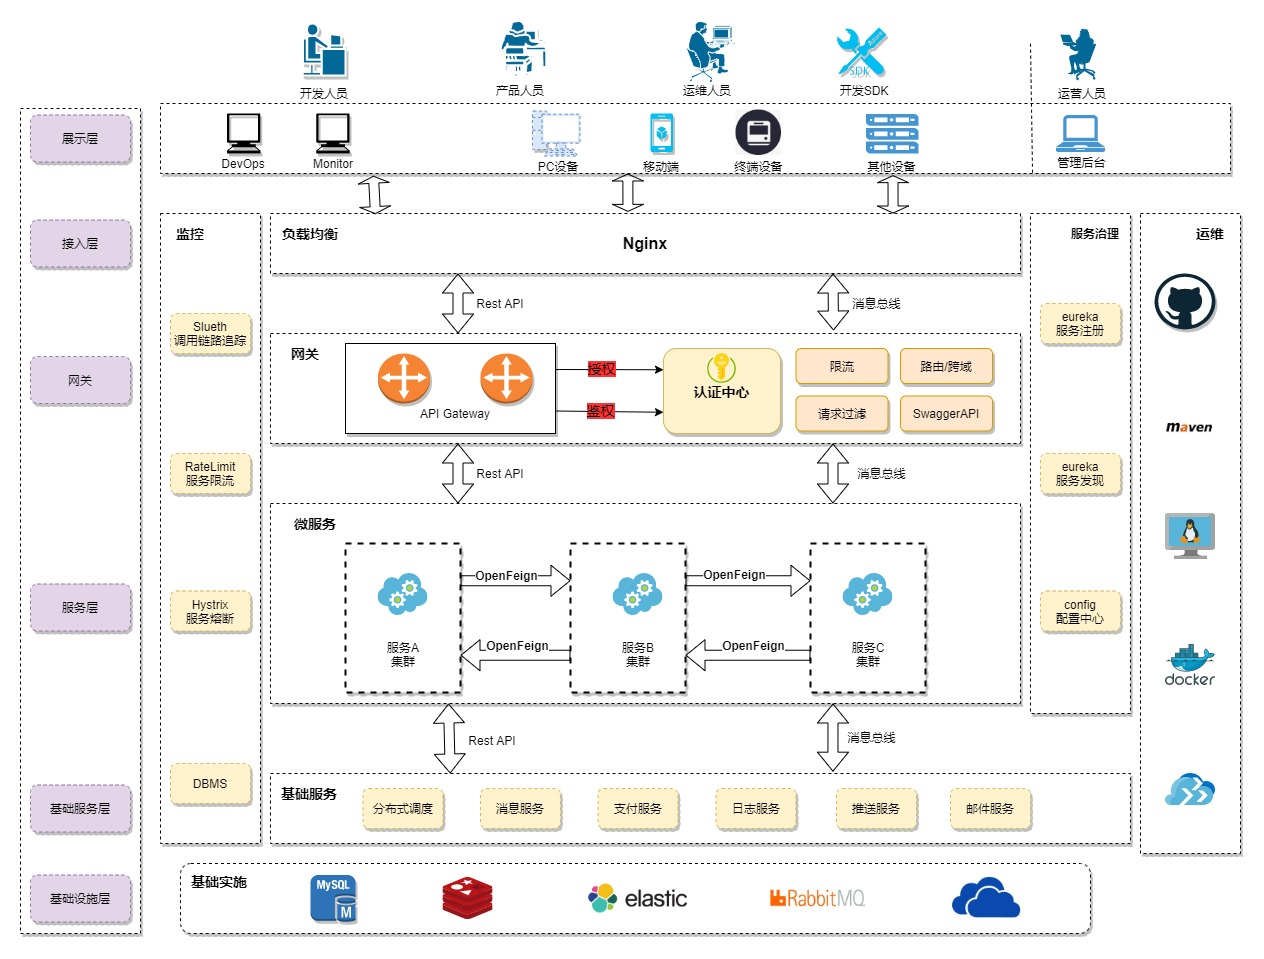 开发人员
产品人员
运维人员
SDK
开发SDK
运营人员
展示层
DevOps
Monitor
PC设备
移动端
终端设备
其他设备
管理后台
接入层
监控
负载均衡
Nginx
服务治理
运维
Rest API
消息总线
Slueth
调用链路追踪
eureka
服务注册
网关
网关
API Gateway
授权
鉴权
认证中心
限流
路由/跨域
请求过滤
SwaggerAPI
maven
Rest API
消息总线
RateLimit
服务限流
eureka
服务发现
服务层
微服务
OpenFeign
OpenFeign
服务A
集群
服务B
集群
服务C
集群
OpenFeign
OpenFeign
Hystrix
服务熔断
config
配置中心
docker
Rest API
消息总线
DBMS
基础服务层
基础服务
分布式调度
消息服务
支付服务
日志服务
推送服务
邮件服务
基础设施层
基础实施
MySQL
M
elastic
RabbitMQ